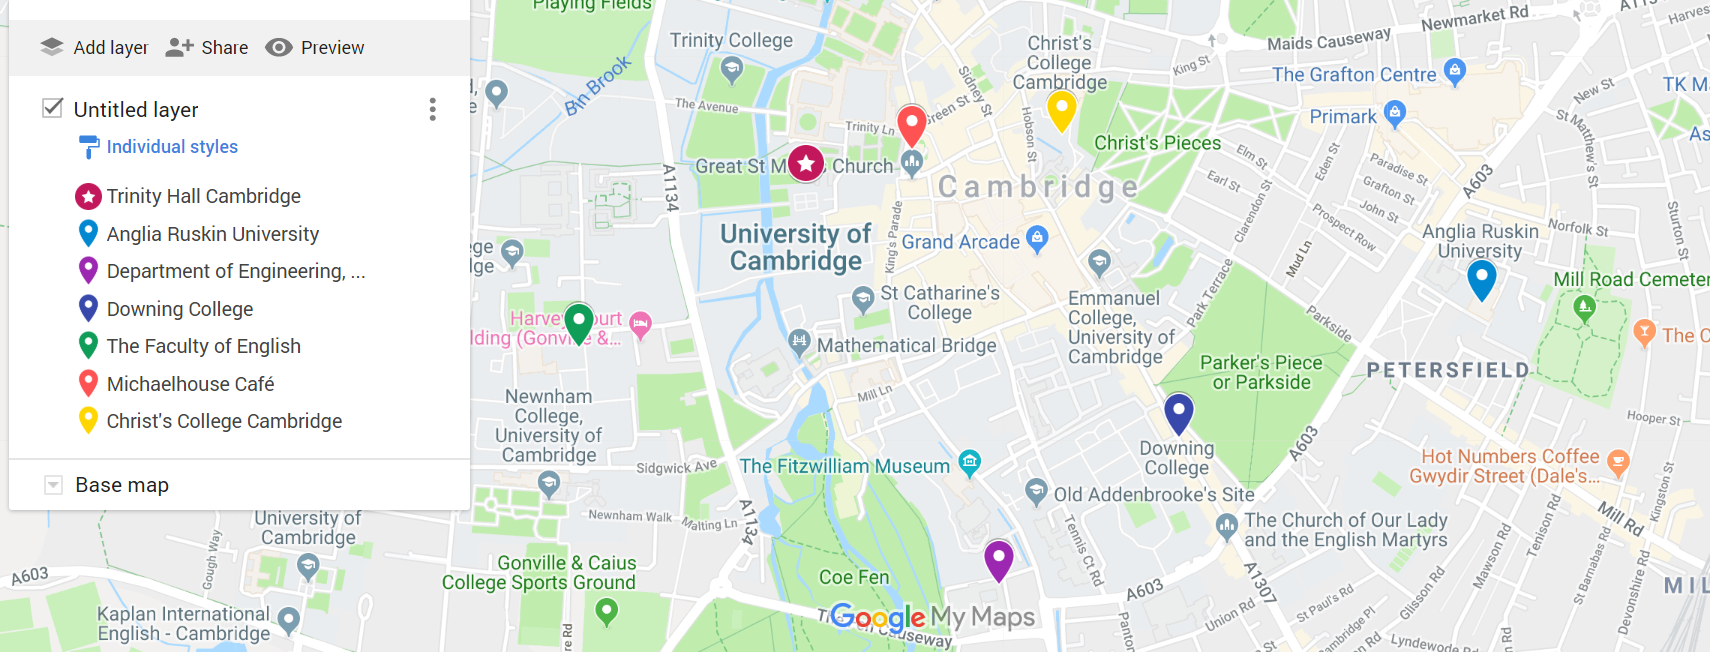 Add layer
Share
Preview
Untitled layer
Individual styles
Trinity Hall Cambridge
Anglia Ruskin University
Department of Engineering, ...
Downing College
The Faculty of English
Michaelhouse Café
Christ's College Cambridge
Base map
Playing Fields
Trinity College
Bin Brook
The Avenue
Trinity Ln
Green St
Sidney St
Hobson St
Christ's
College
Cambridge
King St
Maids Causeway
Newmarket Rd
The Grafton Centre
Primark
New St
St Matthew's St
Christ's Pieces
Elm St
Eden St
Earl St
Paradise St
Grafton St
John St
Prospect Row
Clarendon St
Mud Ln
A603
Norfolk St
Sturton St
Great St M
Church
A1134
Cambridge
University of
Cambridge
King's Parade
Grand Arcade
St Catharine's
College
Emmanuel
College,
University of
Cambridge
Park Terrace
Parkside
Anglia Ruskin
University
Mill Road Cemeter
The C
Mathematical Bridge
Mill Ln
Parker's Piece
or Parkside
PETERSFIELD
Hooper St
Newnham
College,
University of
Cambridge
Sidgwick Ave
The Fitzwilliam Museum
Downing
College
A603
Hot Numbers Coffee
Gwydir Street (Dale's...
Old Addenbrooke's Site
Newnham Walk
Malting Ln
A1134
Tennis Ct Rd
The Church of Our Lady
and the English Martyrs
Mill Rd
Kingston St
Tenison Rd
Mawson Rd
St Barnabas Rd
Devonshire Rd
Glisson Rd
University of
Cambridge
Gough Way
A603
Kaplan International
English - Cambridge
Gonville & Caius
College Sports Ground
Coe Fen
A603
A1307
Union Rd
St Paul's Rd
Cambridge Pl
Lyndewode Rd
Google My Maps
Causeway